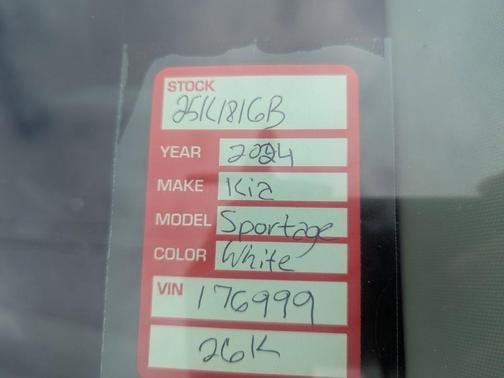 STOCK
25K1816B
YEAR 2024
MAKE Kia
MODEL Sportage
COLOR White
VIN 176999
26K